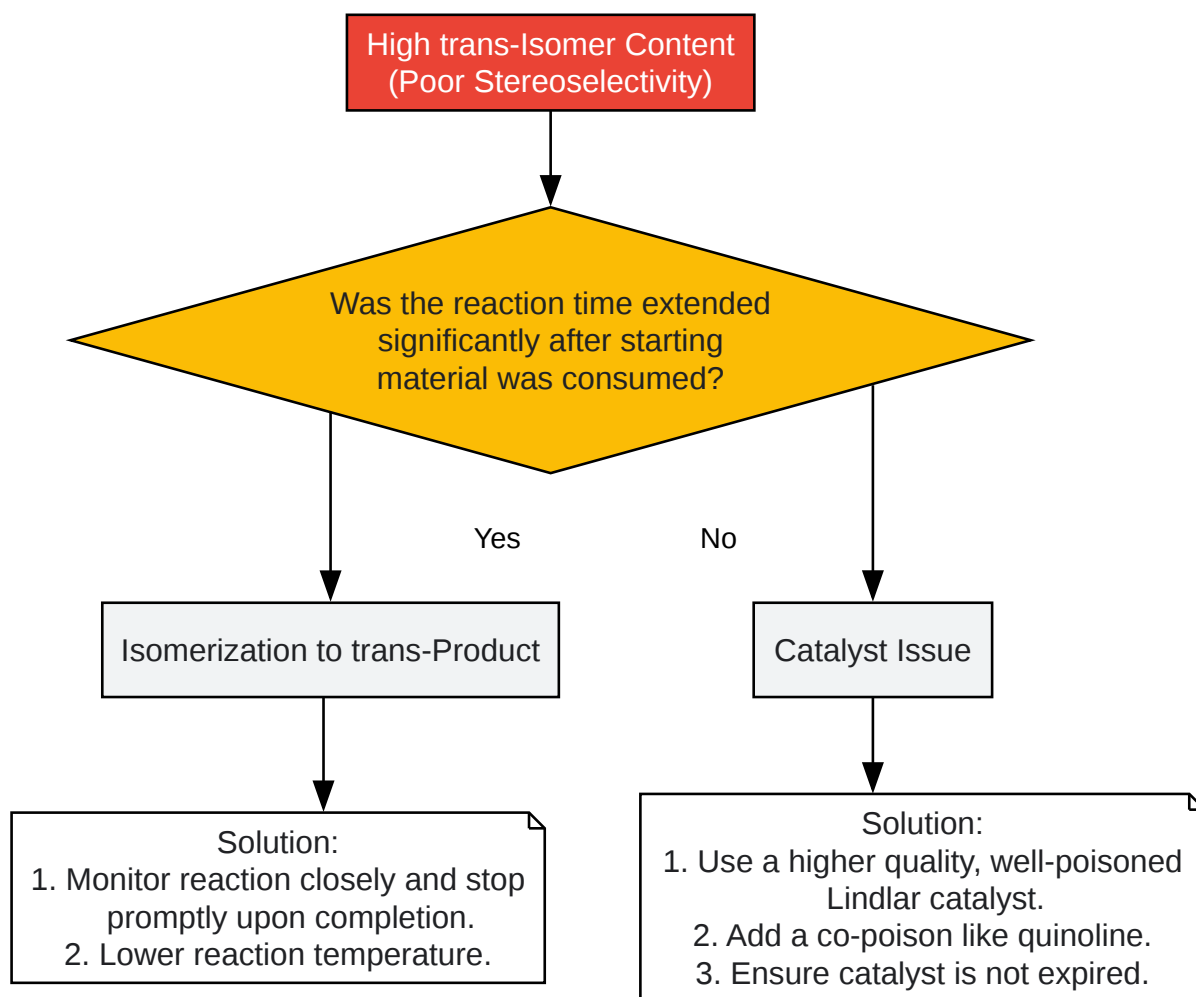 High trans-Isomer Content
(Poor Stereoselectivity)
Was the reaction time extended
significantly after starting
material was consumed?
Yes
No
Isomerization to trans-Product
Catalyst Issue
Solution:
1. Monitor reaction closely and stop
promptly upon completion.
2. Lower reaction temperature.
Solution:
1. Use a higher quality, well-poisoned
Lindlar catalyst.
2. Add a co-poison like quinoline.
3. Ensure catalyst is not expired.